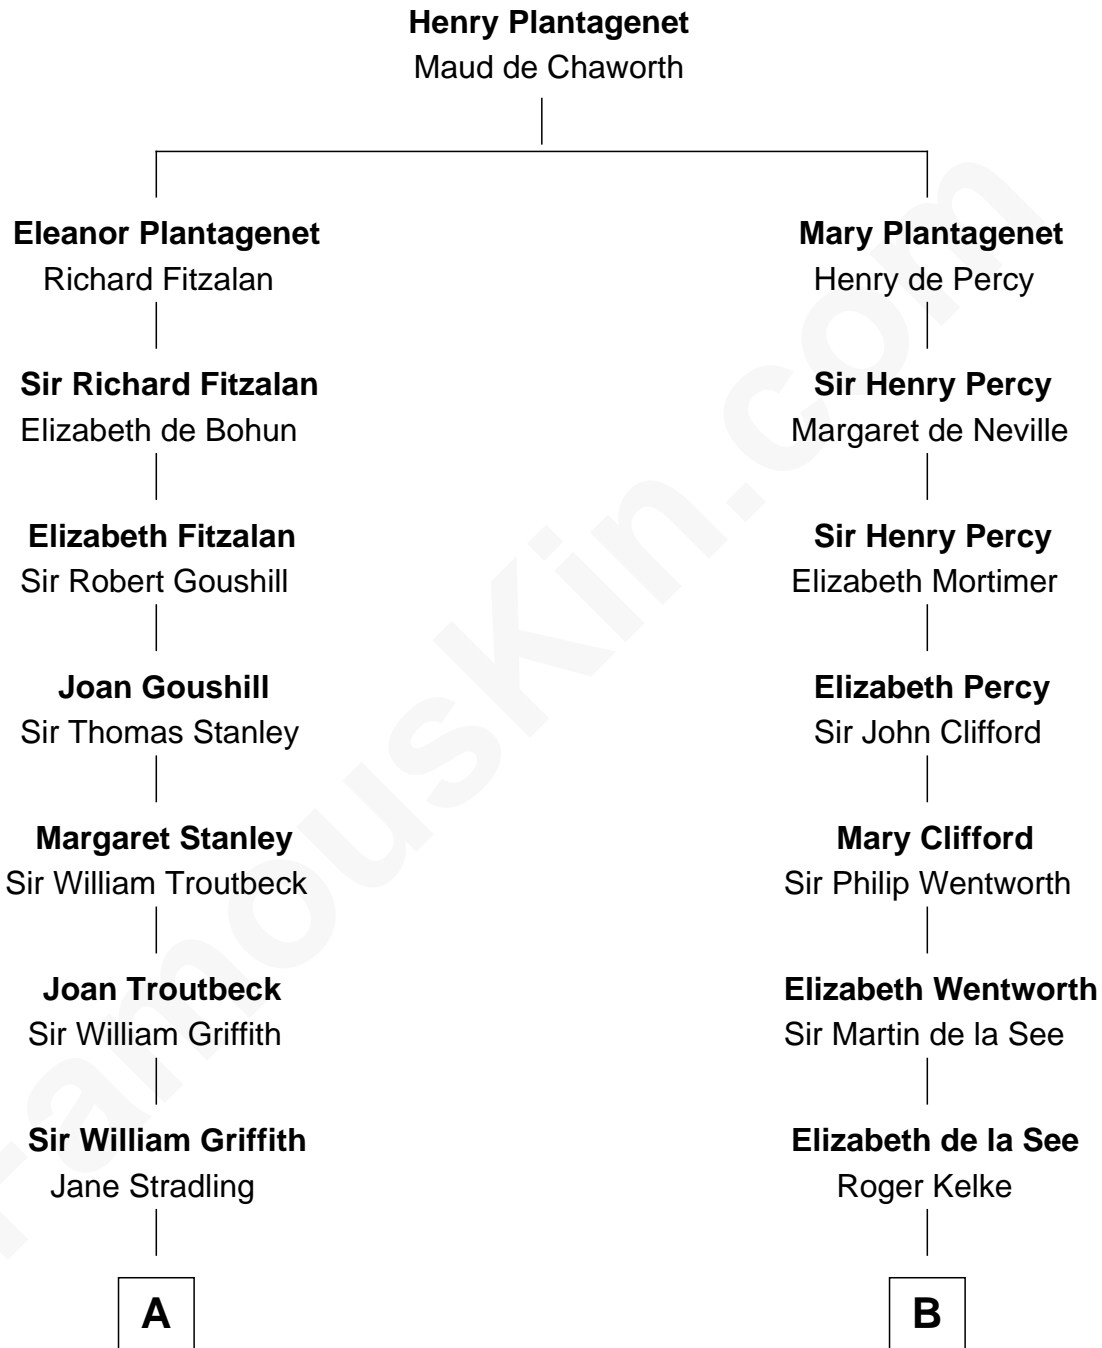 Henry Plantagenet
Maud de Chaworth
Eleanor Plantagenet
Richard Fitzalan
Mary Plantagenet
Henry de Percy
Sir Richard Fitzalan
Elizabeth de Bohun
Sir Henry Percy
Margaret de Neville
Elizabeth Fitzalan
Sir Robert Goushill
Sir Henry Percy
Elizabeth Mortimer
Joan Goushill
Sir Thomas Stanley
Elizabeth Percy
Sir John Clifford
Margaret Stanley
Sir William Troutbeck
Mary Clifford
Sir Philip Wentworth
Joan Troutbeck
Sir William Griffith
Elizabeth Wentworth
Sir Martin de la See
Sir William Griffith
Jane Stradling
Elizabeth de la See
Roger Kelke
A
B
FamousKin.com